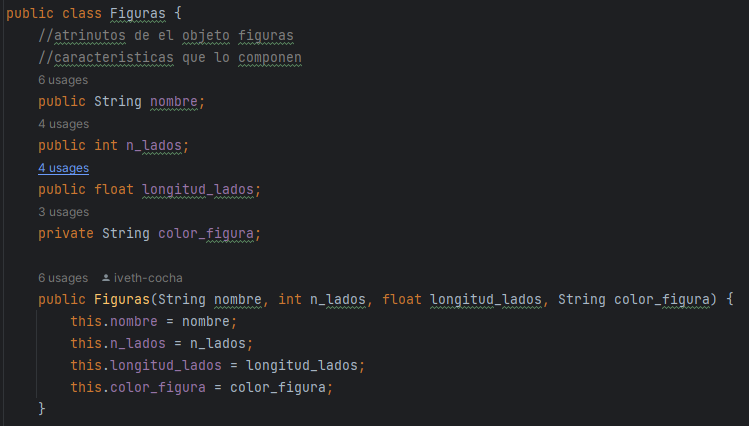 public class Figuras {
//atrinutos de el objeto figuras
//caracteristicas que lo componen
6 usages
public String nombre;
4 usages
public int n_lados;
4 usages
public float longitud_lados;
3 usages
private String color_figura;
6 usages iveth-cocha
public Figuras(String nombre, int n_lados, float longitud_lados, String color_figura) {
this.nombre = nombre;
this.n_lados = n_lados;
this.longitud_lados = longitud_lados;
this.color_figura = color_figura;
}